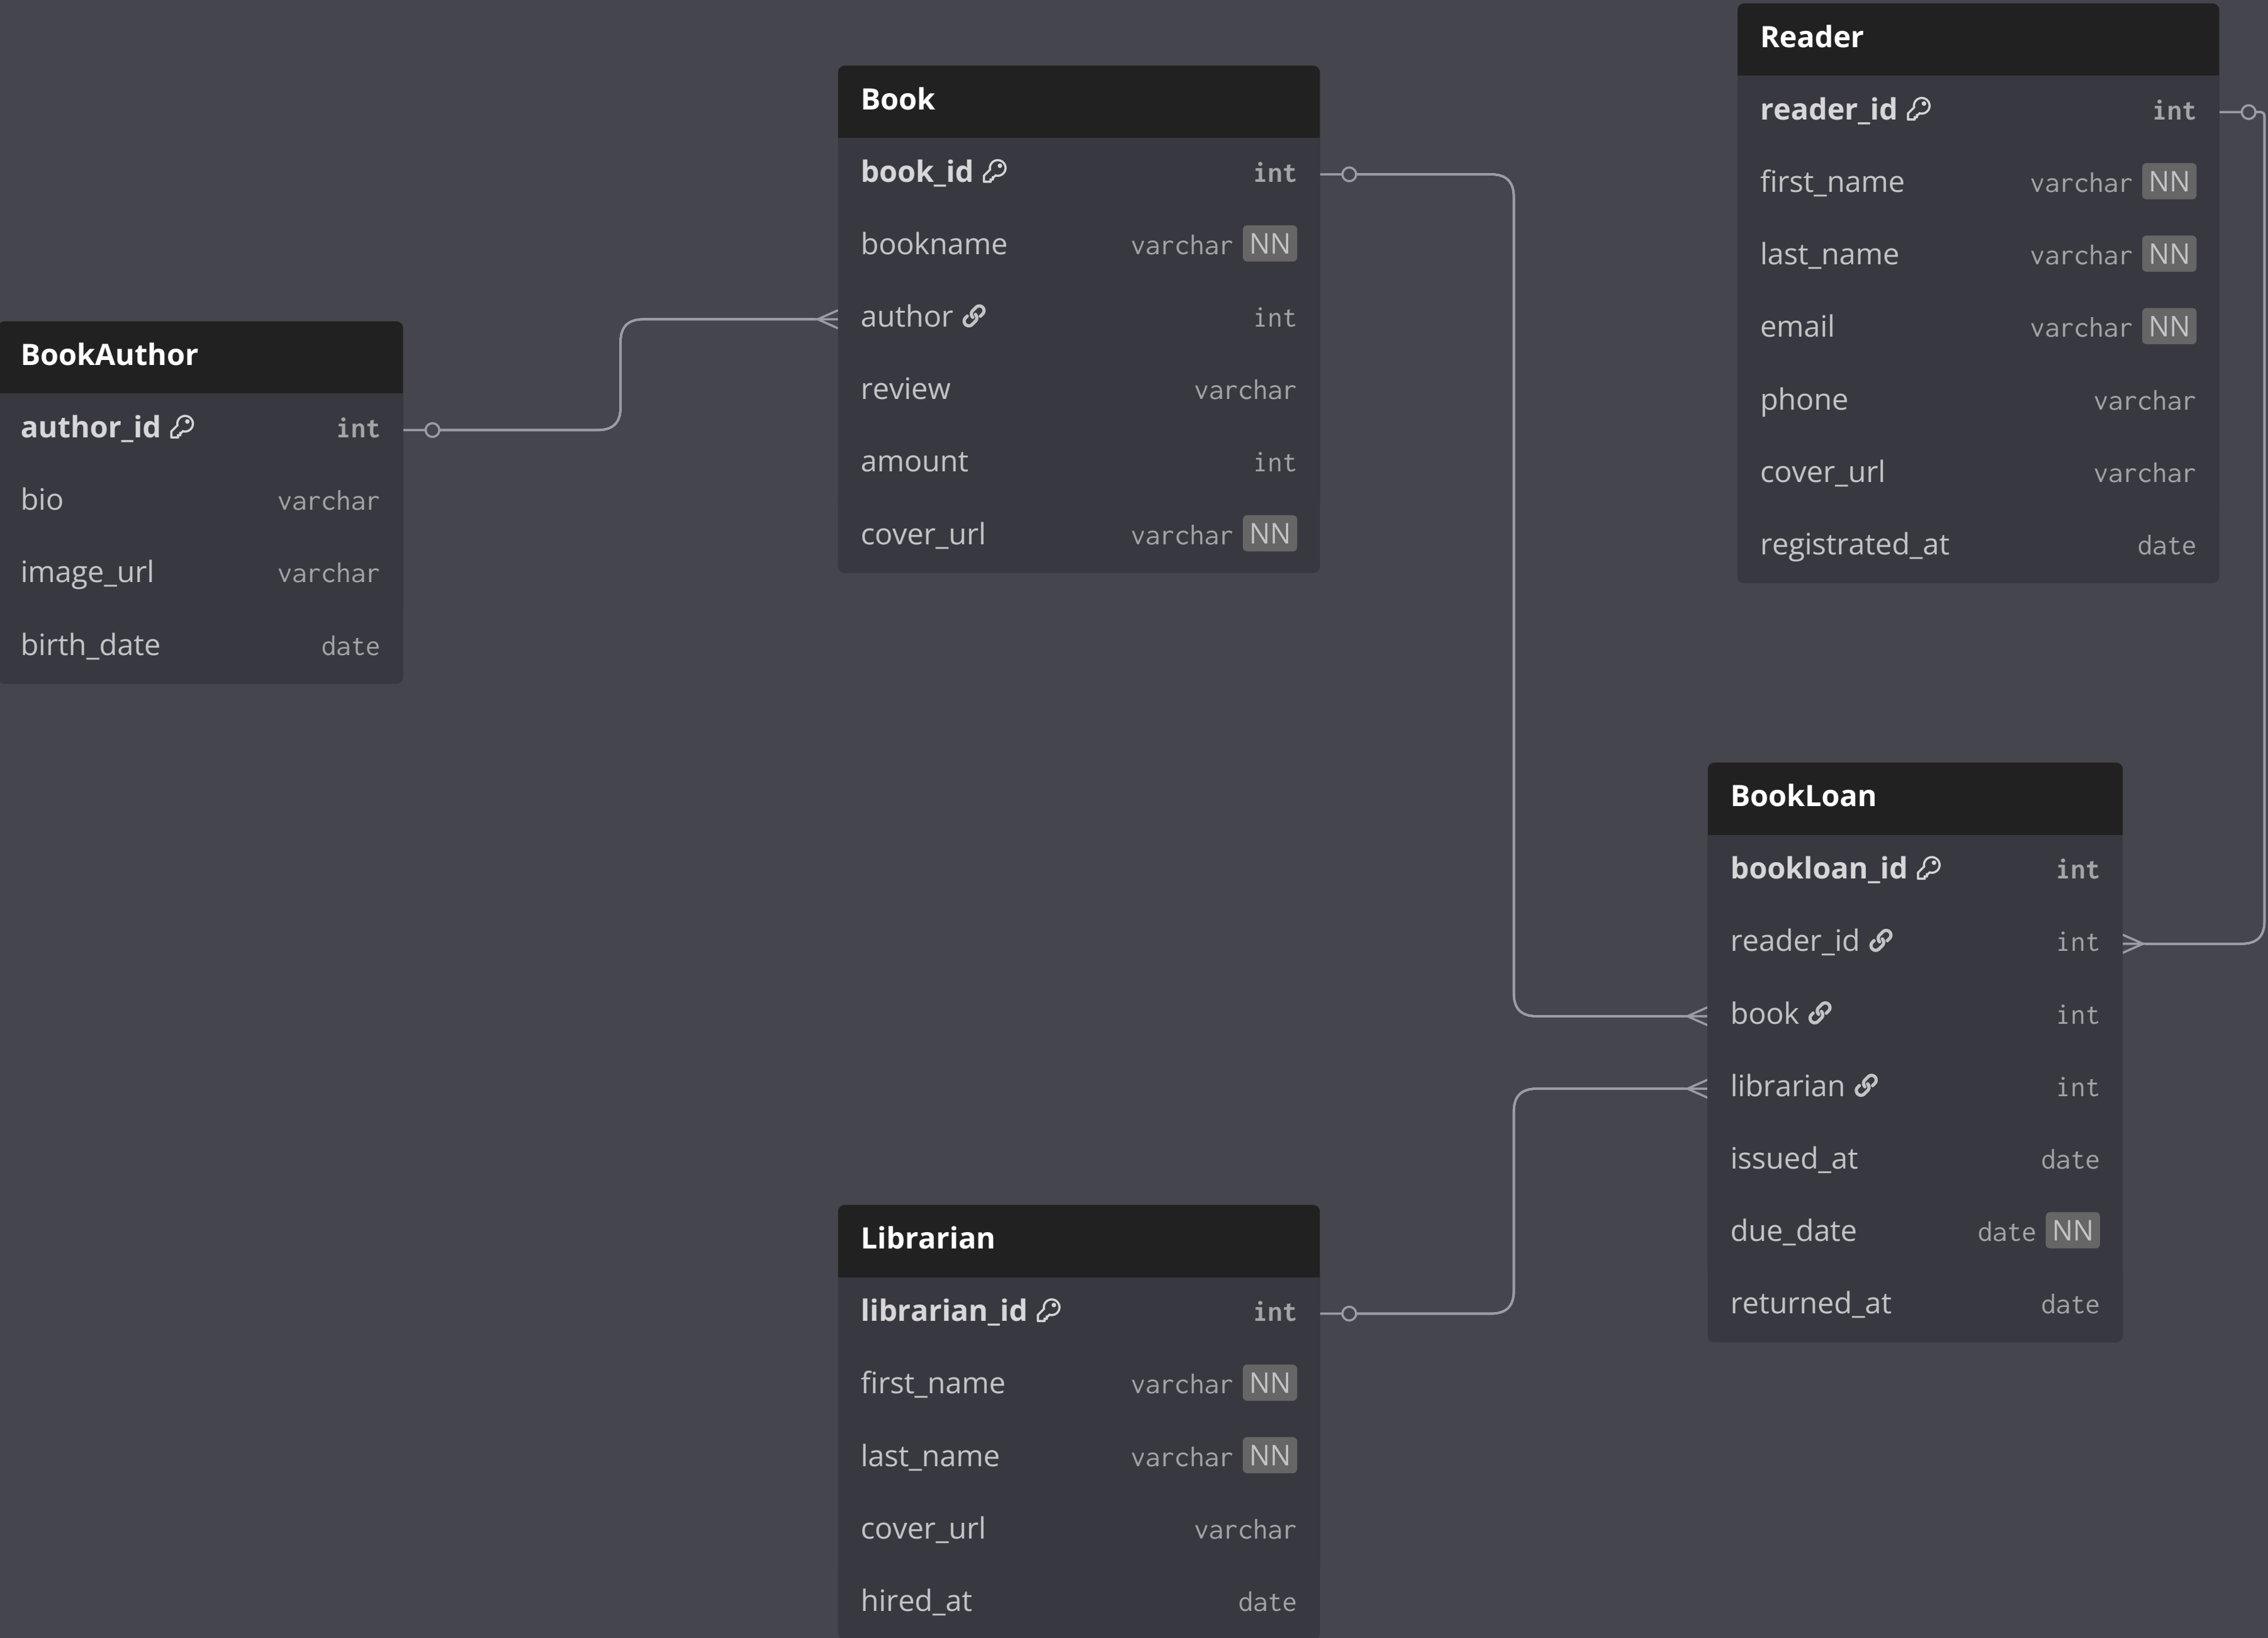 BookAuthor
author_id int
bio varchar
image_url varchar
birth_date date
Book
book_id int
bookname varchar NN
author int
review varchar
amount int
cover_url varchar NN
Reader
reader_id int
first_name varchar NN
last_name varchar NN
email varchar NN
phone varchar
cover_url varchar
registrated_at date
BookLoan
bookloan_id int
reader_id int
book int
librarian int
issued_at date
due_date date NN
returned_at date
Librarian
librarian_id int
first_name varchar NN
last_name varchar NN
cover_url varchar
hired_at date